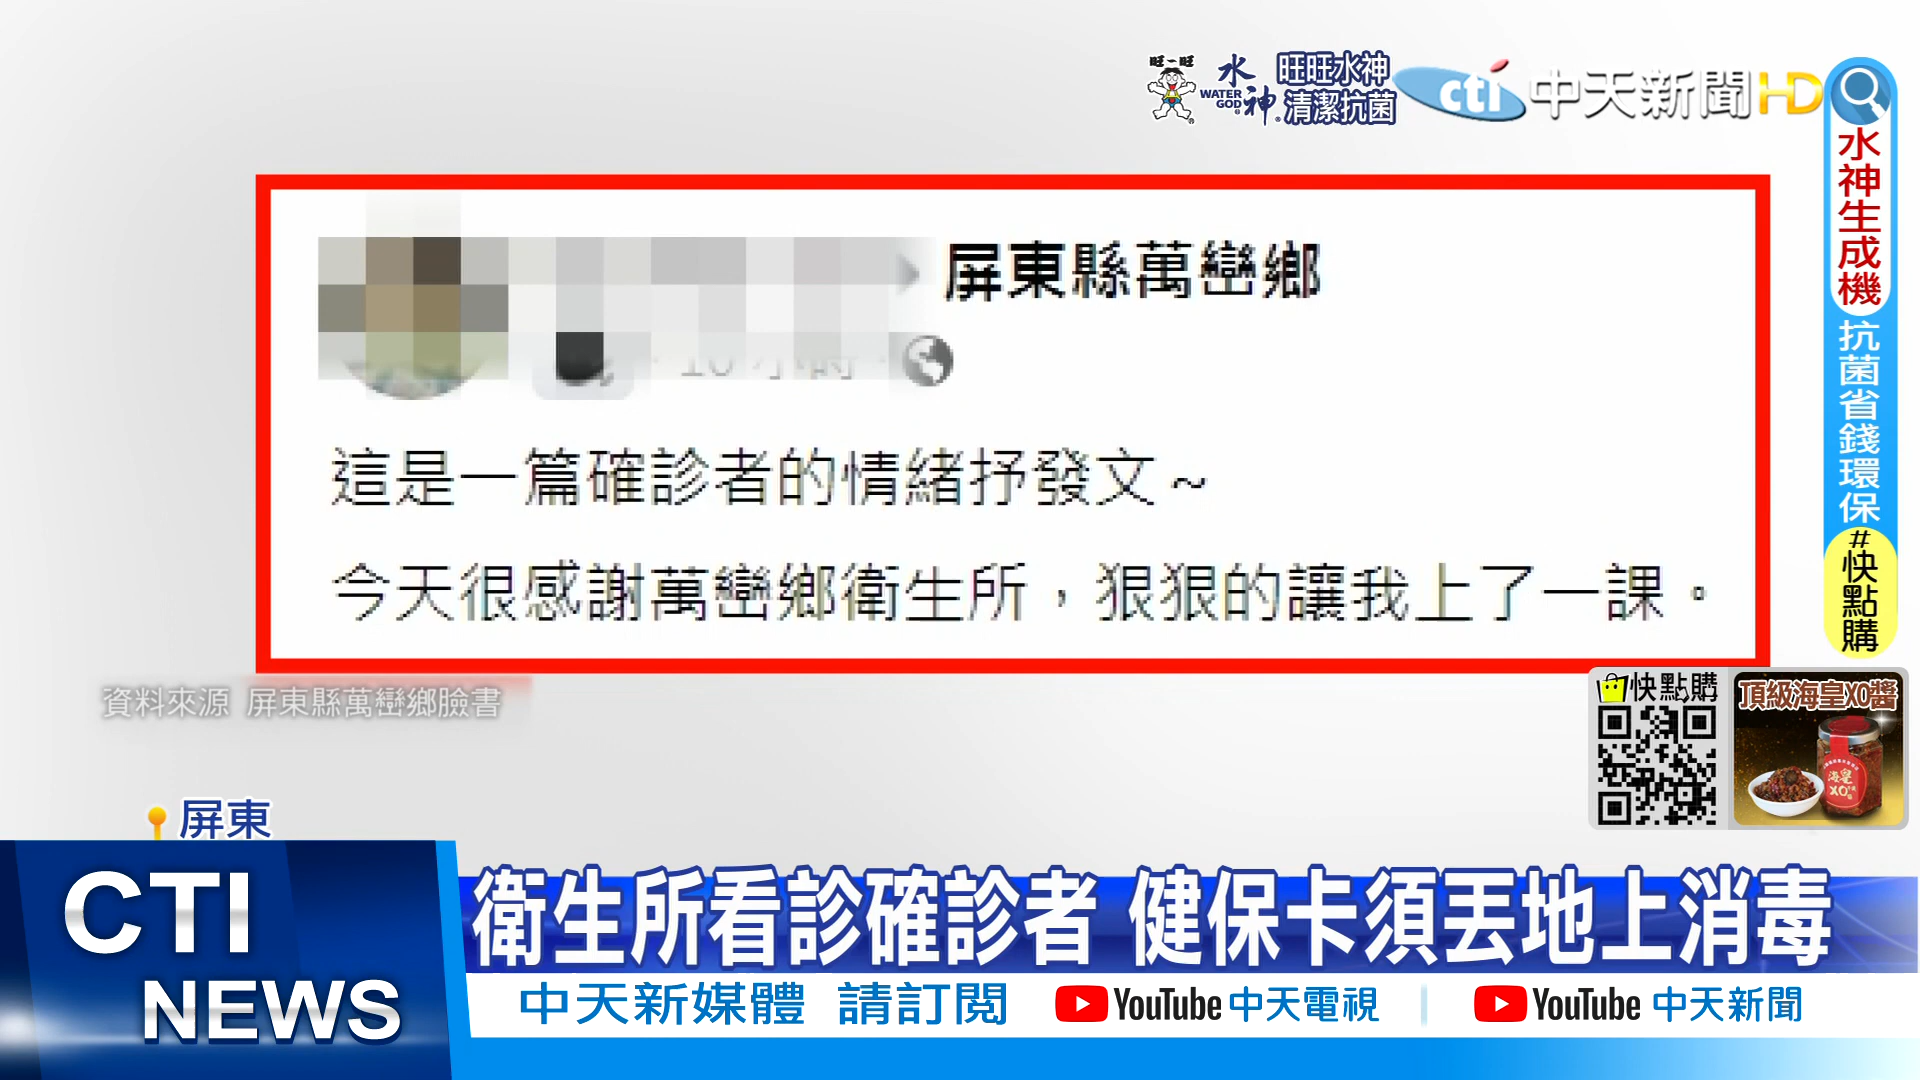 旺一旺
水神
WATER GOD
旺旺水神
清潔抗菌
cti 中天新聞HD
水神生成機
抗菌省錢環保
#快點購
屏東縣萬巒鄉
這是一篇確診者的情緒抒發文~
今天很感謝萬巒鄉衛生所，狠狠的讓我上了一課。
資料來源 屏東縣萬巒鄉臉書
快點購
頂級海皇XO醬
海皇
XO
屏東
CTI
NEWS
衛生所看診確診者 健保卡須丟地上消毒
中天新媒體 請訂閱 YouTube 中天電視 | YouTube 中天新聞